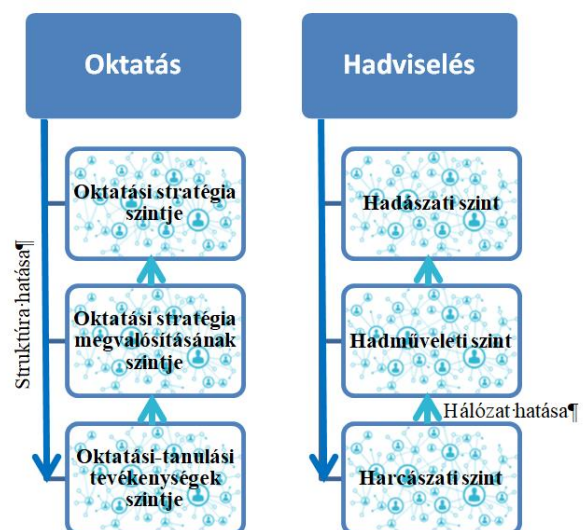 Oktatás
Oktatási stratégia
szintje
Oktatási stratégia
megvalósításának
szintje
Oktatási-tanulási
tevékenységek
szintje
Struktúra·hatása¶
Hadviselés
Hadászati szint
Hadműveleti szint
Hálózat·hatása¶
Harcászati szint